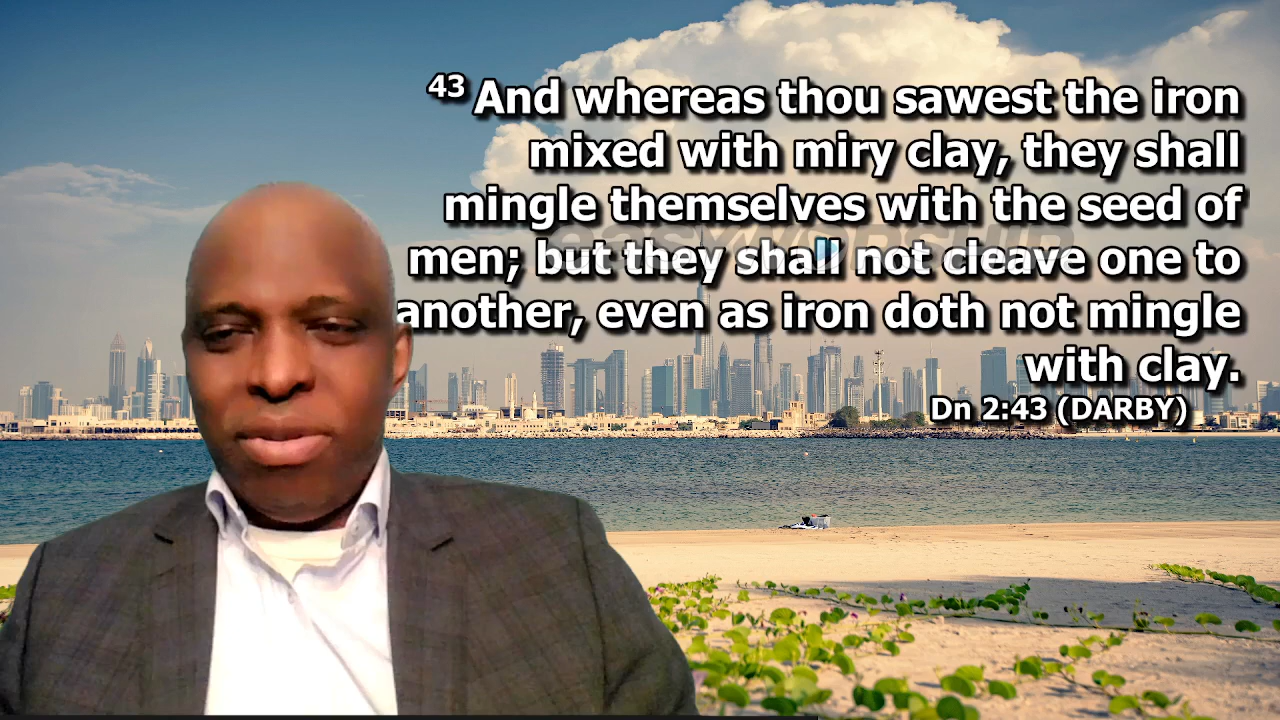 43 And whereas thou sawest the iron
mixed with miry clay, they shall
mingle themselves with the seed of
men; but they shall not cleave one to
another, even as iron doth not mingle
with clay.
Dn 2:43 (DARBY)
EASYWORSHIP